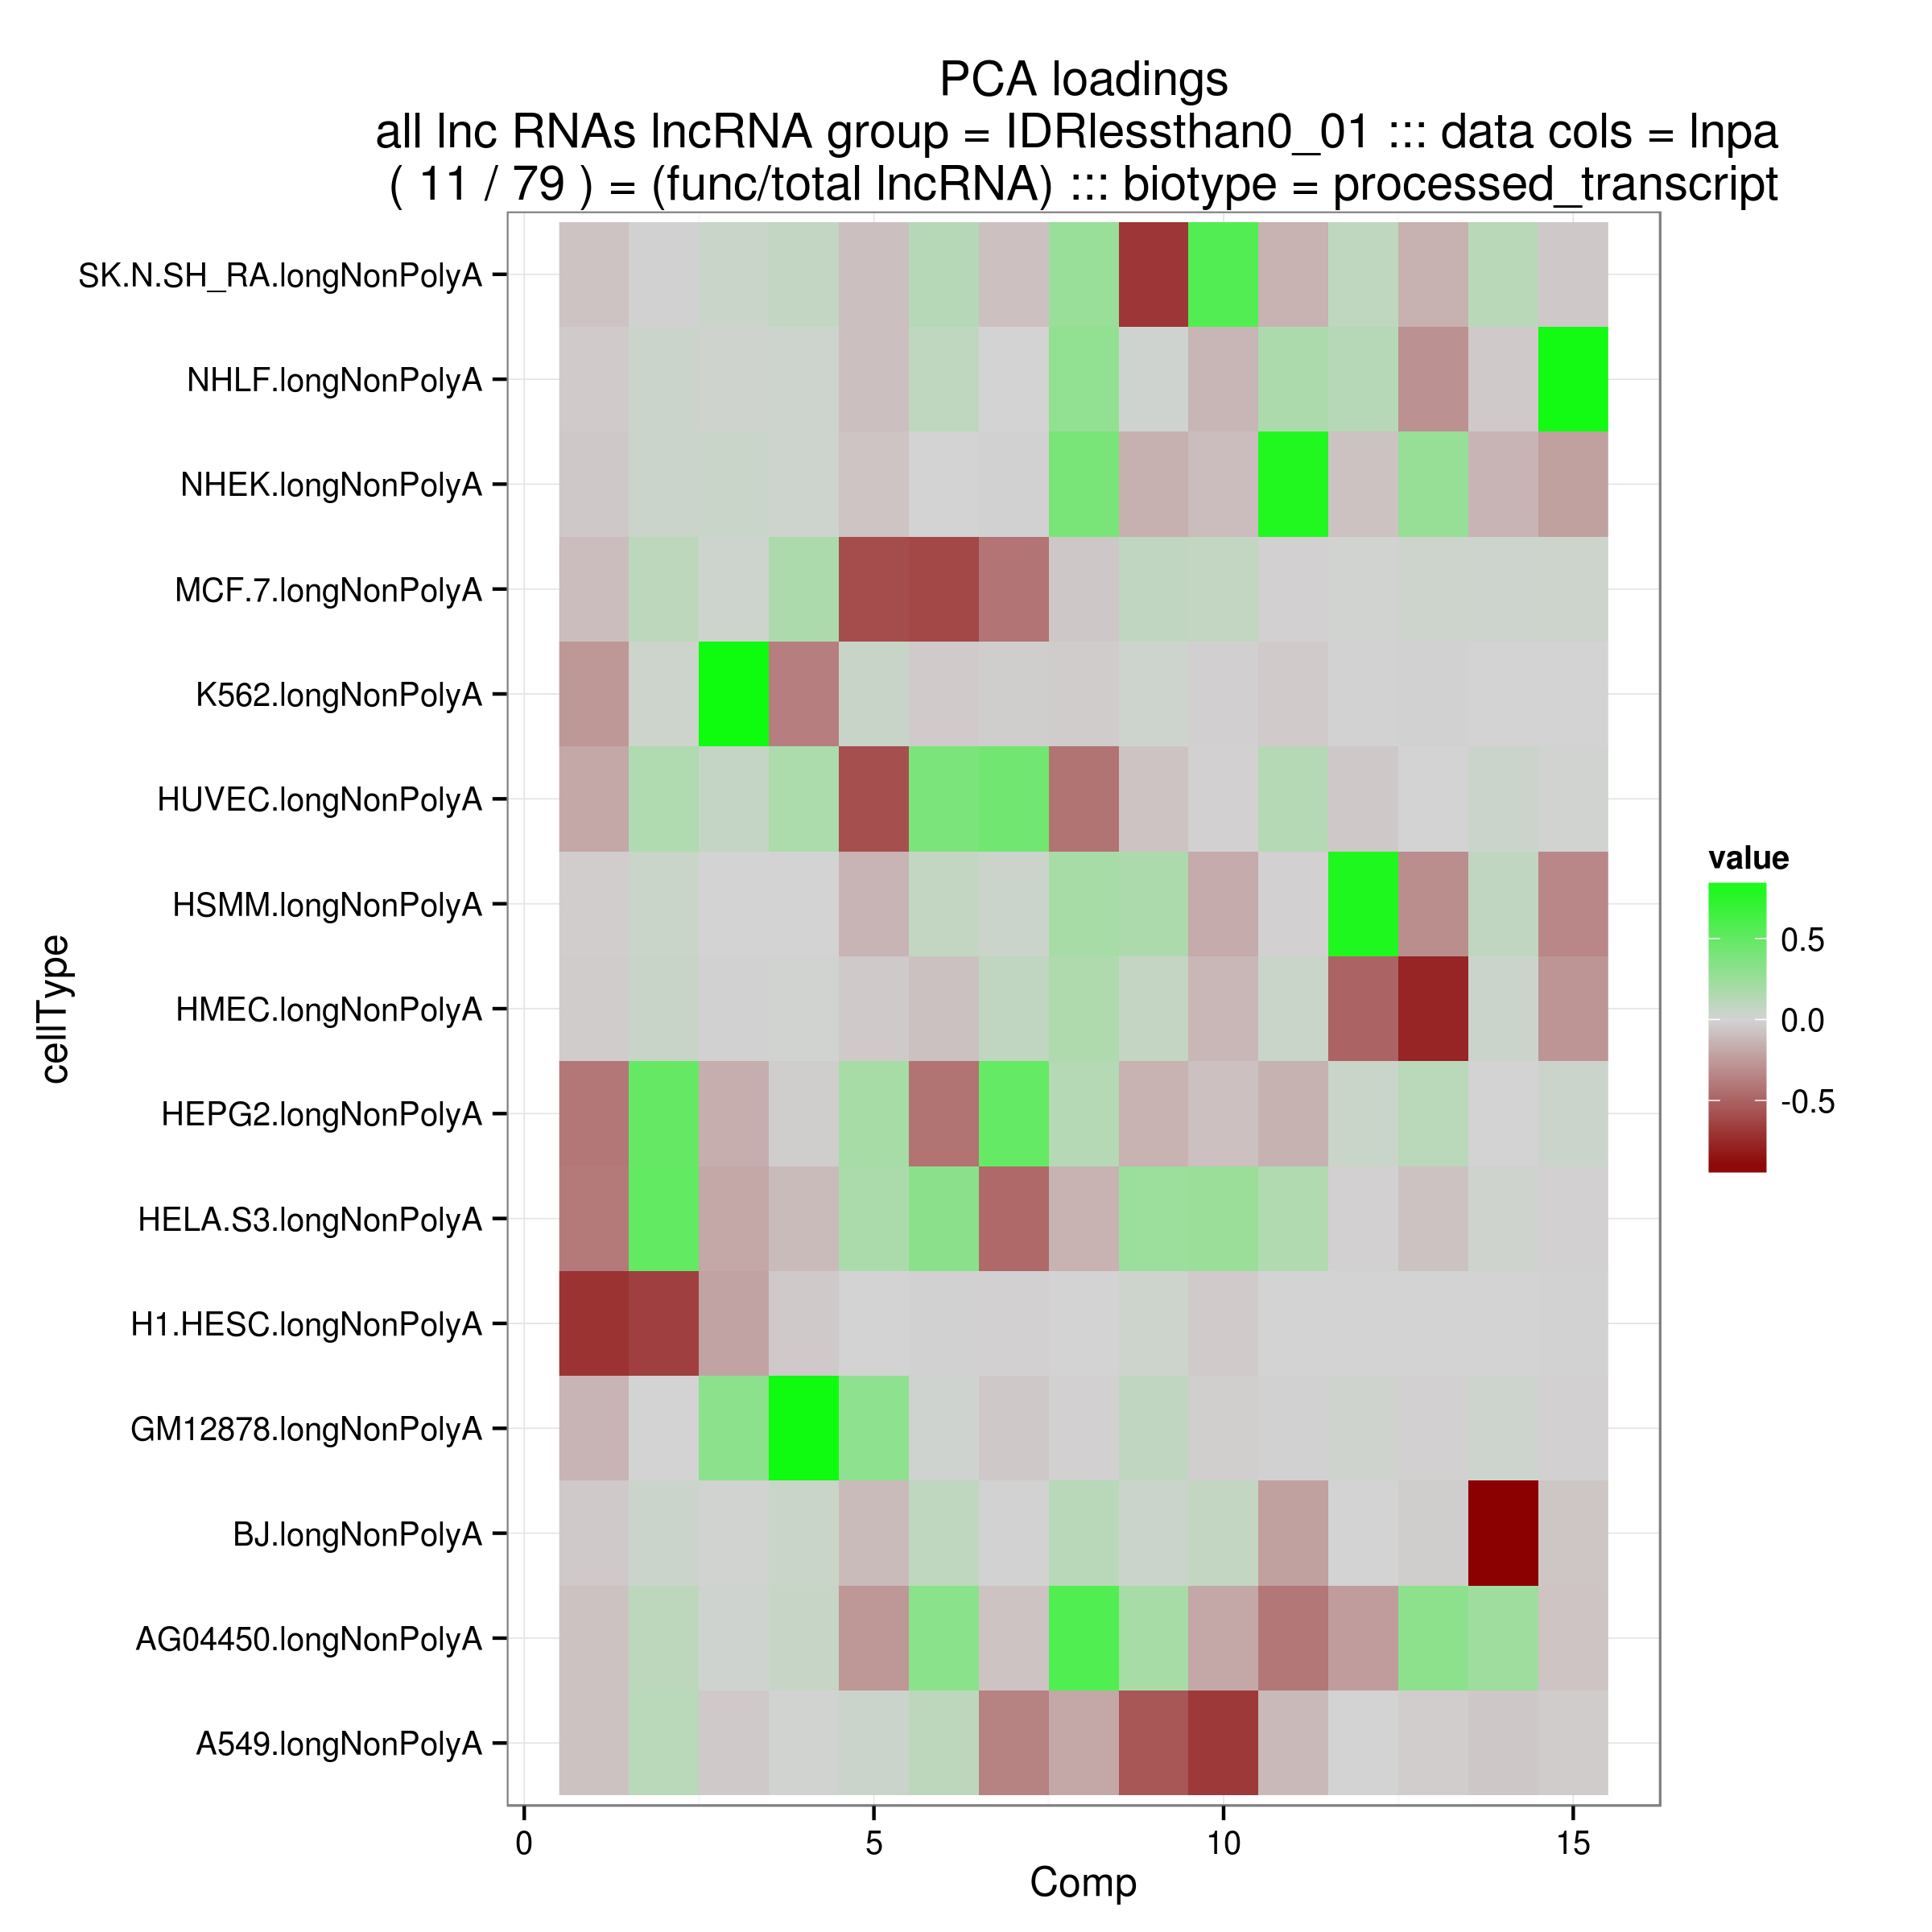 PCA loadings
all lnc RNAs lncRNA group = IDRlessthan0_01 ::: data cols = lnpa
( 11 / 79 ) = (func/total lncRNA) ::: biotype = processed_transcript
SK.N.SH_RA.longNonPolyA
NHLF.longNonPolyA
NHEK.longNonPolyA
MCF.7.longNonPolyA
K562.longNonPolyA
HUVEC.longNonPolyA
HSMM.longNonPolyA
HMEC.longNonPolyA
HEPG2.longNonPolyA
HELA.S3.longNonPolyA
H1.HESC.longNonPolyA
GM12878.longNonPolyA
BJ.longNonPolyA
AG04450.longNonPolyA
A549.longNonPolyA
cellType
0 5 10 15
Comp
value
0.5
0.0
-0.5